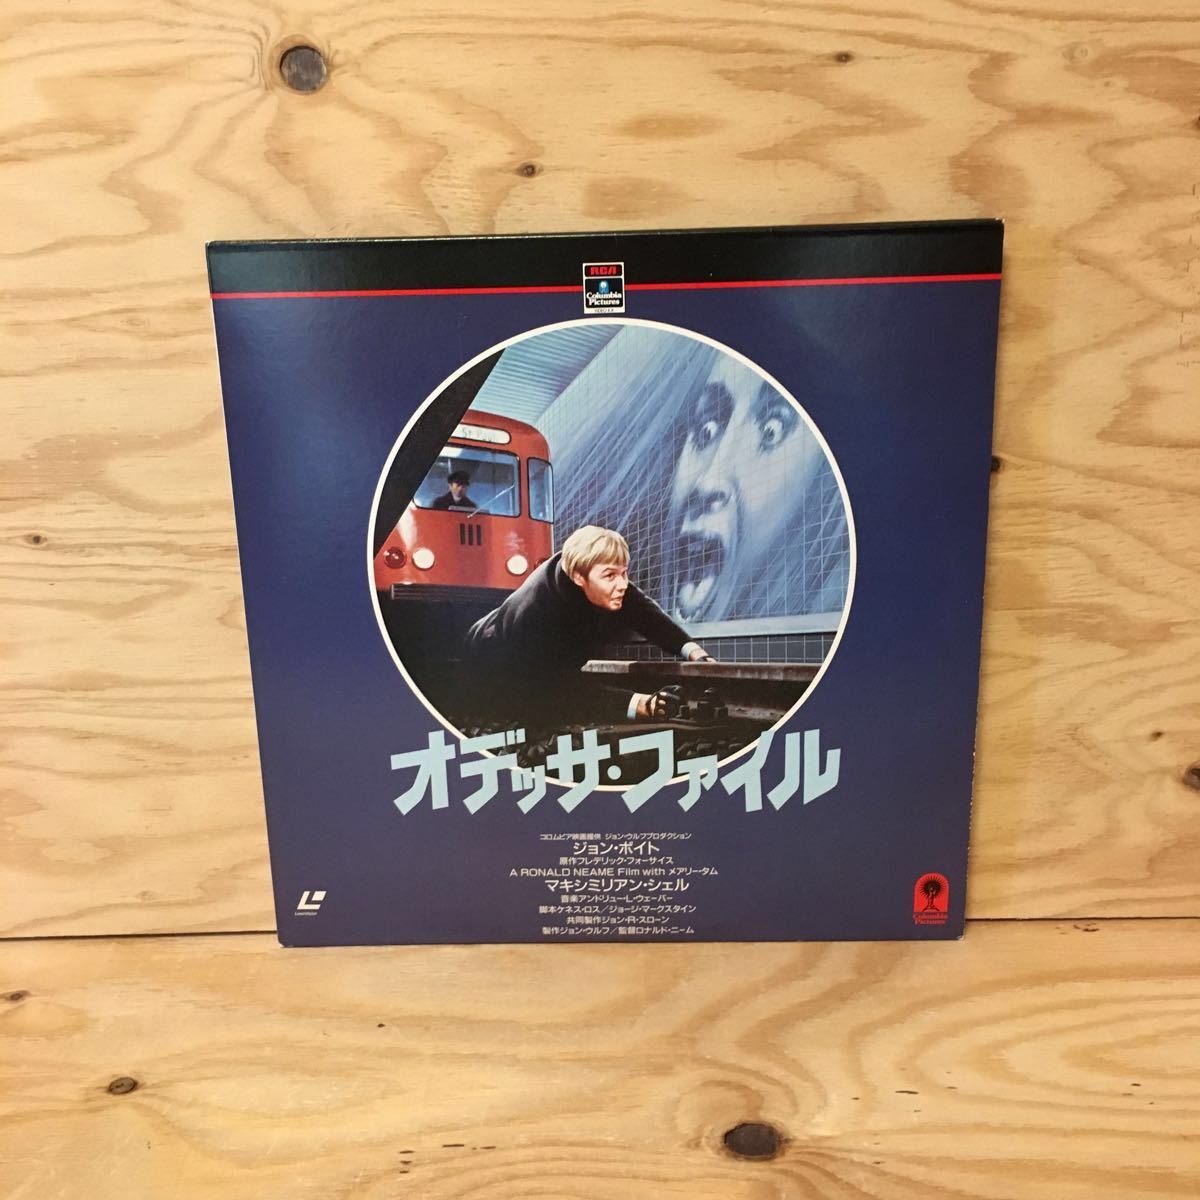 RCA
Columbia
Pictures
St Pauli
オデッサ・ファイル
コロムビア映画提供 ジョン・ウルフプロダクション
ジョン・ボイト
原作フレデリック・フォーサイス
A RONALD NEAME Film with メアリー・タム
マキシミリアン・シェル
音楽アンドリュー・L・ウェーバー
脚本ケネス・ロス／ジョージ・マークスタイン
共同製作ジョン・R・スローン
製作ジョン・ウルフ／監督ロナルド・ニーム
LaserVision
Columbia
Pictures